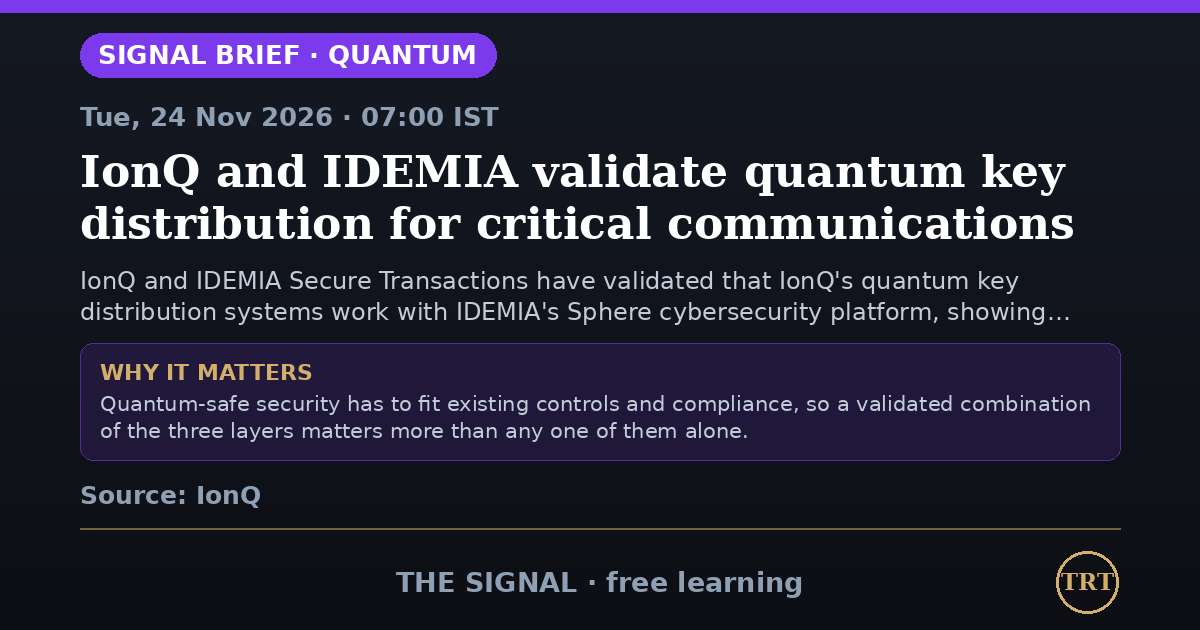 SIGNAL BRIEF · QUANTUM
Tue, 24 Nov 2026 · 07:00 IST
IonQ and IDEMIA validate quantum key
distribution for critical communications
IonQ and IDEMIA Secure Transactions have validated that IonQ's quantum key
distribution systems work with IDEMIA's Sphere cybersecurity platform, showing…
WHY IT MATTERS
Quantum-safe security has to fit existing controls and compliance, so a validated combination
of the three layers matters more than any one of them alone.
Source: IonQ
THE SIGNAL · free learning
TRT